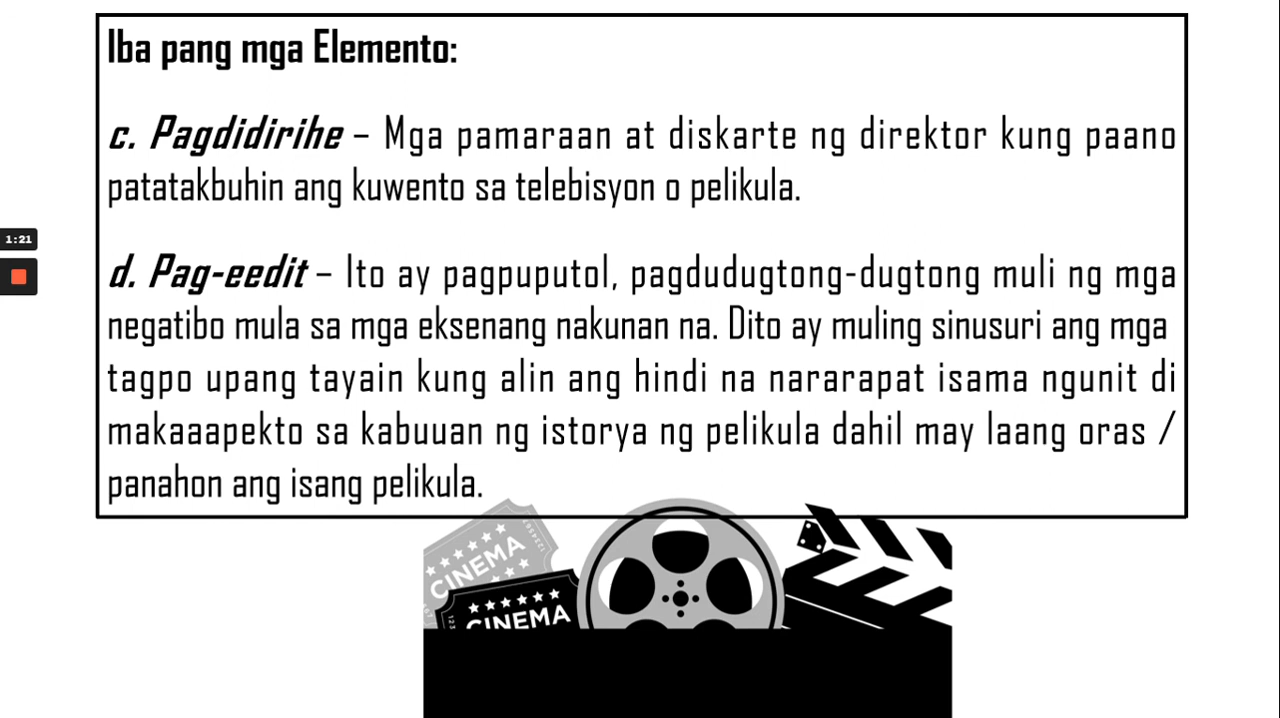 Iba pang mga Elemento:
c. Pagdidirihe – Mga pamaraan at diskarte ng direktor kung paano
patatakbuhin ang kuwento sa telebisyon o pelikula.
1:21
d. Pag-eedit – Ito ay pagpuputol, pagdudugtong-dugtong muli ng mga
negatibo mula sa mga eksenang nakunan na. Dito ay muling sinusuri ang mga
tagpo upang tayain kung alin ang hindi na nararapat isama ngunit di
makaaapekto sa kabuuan ng istorya ng pelikula dahil may laang oras /
panahon ang isang pelikula.
CINEMA
CINEMA